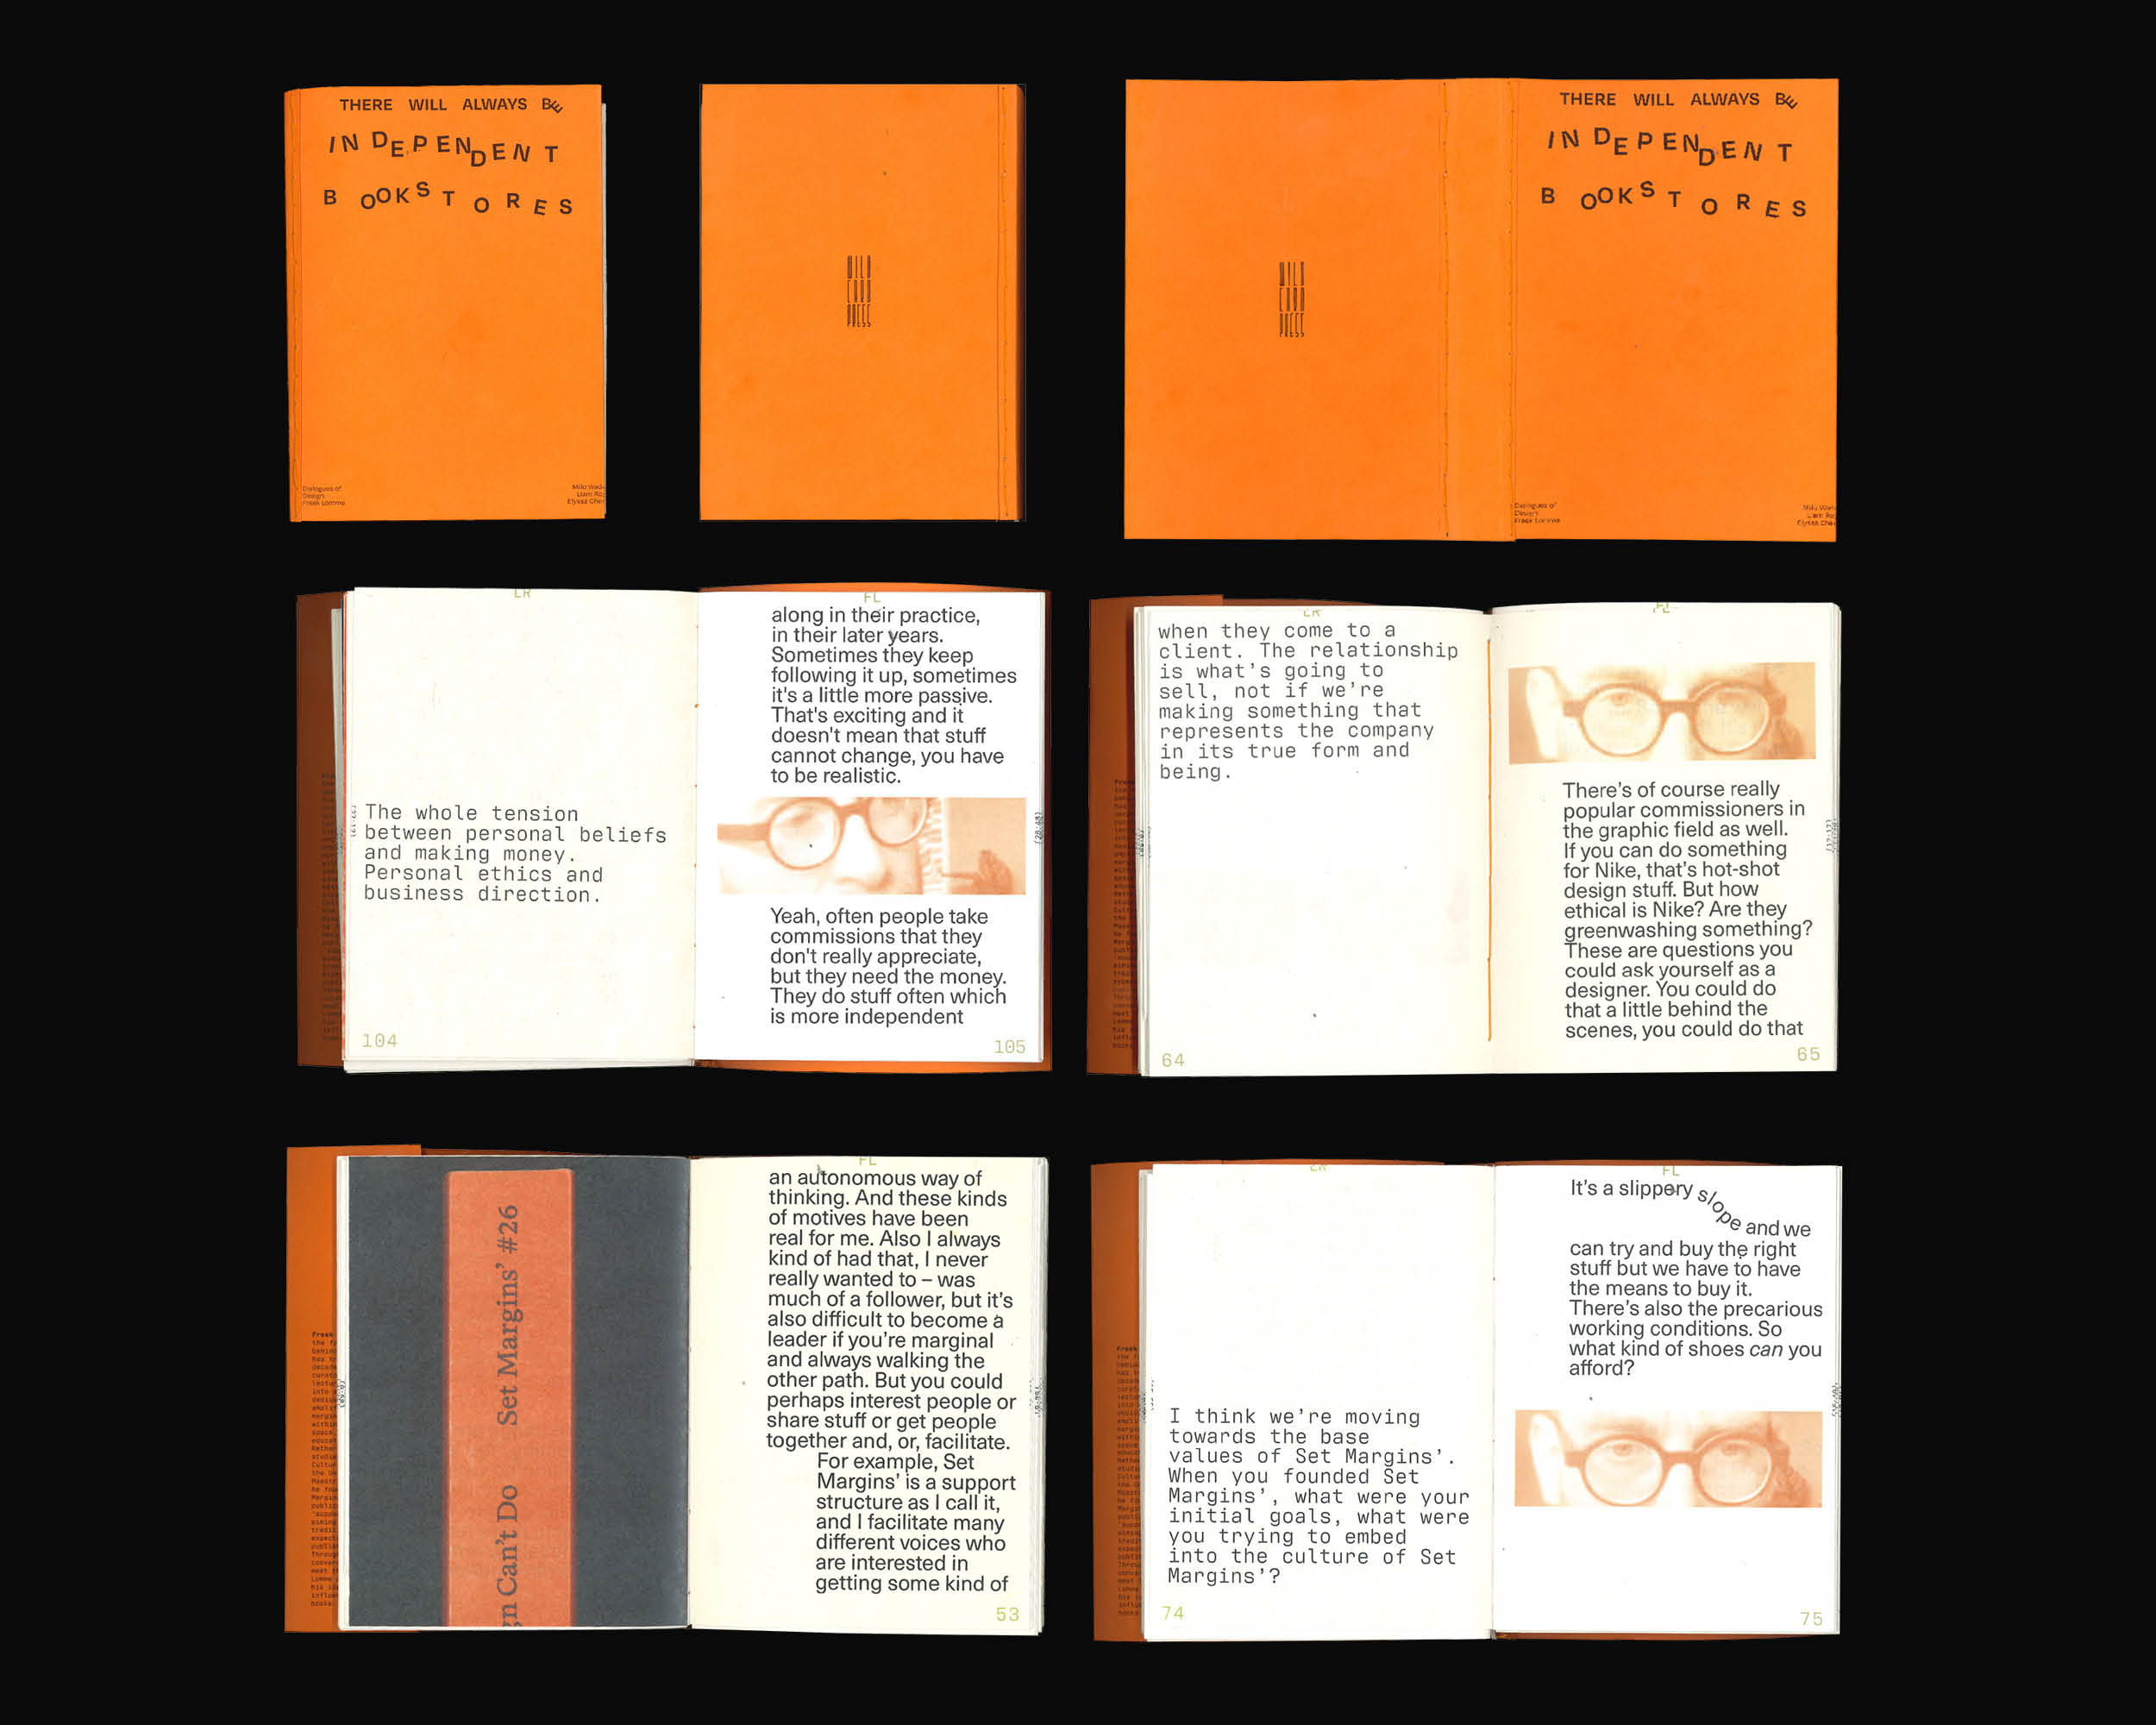 THERE WILL ALWAYS BE
INDEPENDENT
BOOKSTORES
Dialogues of
Design
Freek Lomme
Milo
Liam
Elyssa
WILD
CARD
PRESS
WILD
CARD
PRESS
THERE WILL ALWAYS BE
INDEPENDENT
BOOKSTORES
Dialogues of
Design
Freek Lomme
Milo
Liam
Elyssa
LR
The whole tension
between personal beliefs
and making money.
Personal ethics and
business direction.
104
FL
along in their practice,
in their later years.
Sometimes they keep
following it up, sometimes
it's a little more passive.
That's exciting and it
doesn't mean that stuff
cannot change, you have
to be realistic.
Yeah, often people take
commissions that they
don't really appreciate,
but they need the money.
They do stuff often which
is more independent
105
LR
when they come to a
client. The relationship
is what's going to
sell, not if we're
making something that
represents the company
in its true form and
being.
64
FL
There's of course really
popular commissioners in
the graphic field as well.
If you can do something
for Nike, that's hot-shot
design stuff. But how
ethical is Nike? Are they
greenwashing something?
These are questions you
could ask yourself as a
designer. You could do
that a little behind the
scenes, you could do that
65
Freek
gn Can't Do Set Margins' #26
FL
an autonomous way of
thinking. And these kinds
of motives have been
real for me. Also I always
kind of had that, I never
really wanted to – was
much of a follower, but it's
also difficult to become a
leader if you're marginal
and always walking the
other path. But you could
perhaps interest people or
share stuff or get people
together and, or, facilitate.
For example, Set
Margins' is a support
structure as I call it,
and I facilitate many
different voices who
are interested in
getting some kind of
53
LR
I think we're moving
towards the base
values of Set Margins'.
When you founded Set
Margins', what were your
initial goals, what were
you trying to embed
into the culture of Set
Margins'?
74
FL
It's a slippery slope and we
can try and buy the right
stuff but we have to have
the means to buy it.
There's also the precarious
working conditions. So
what kind of shoes can you
afford?
75